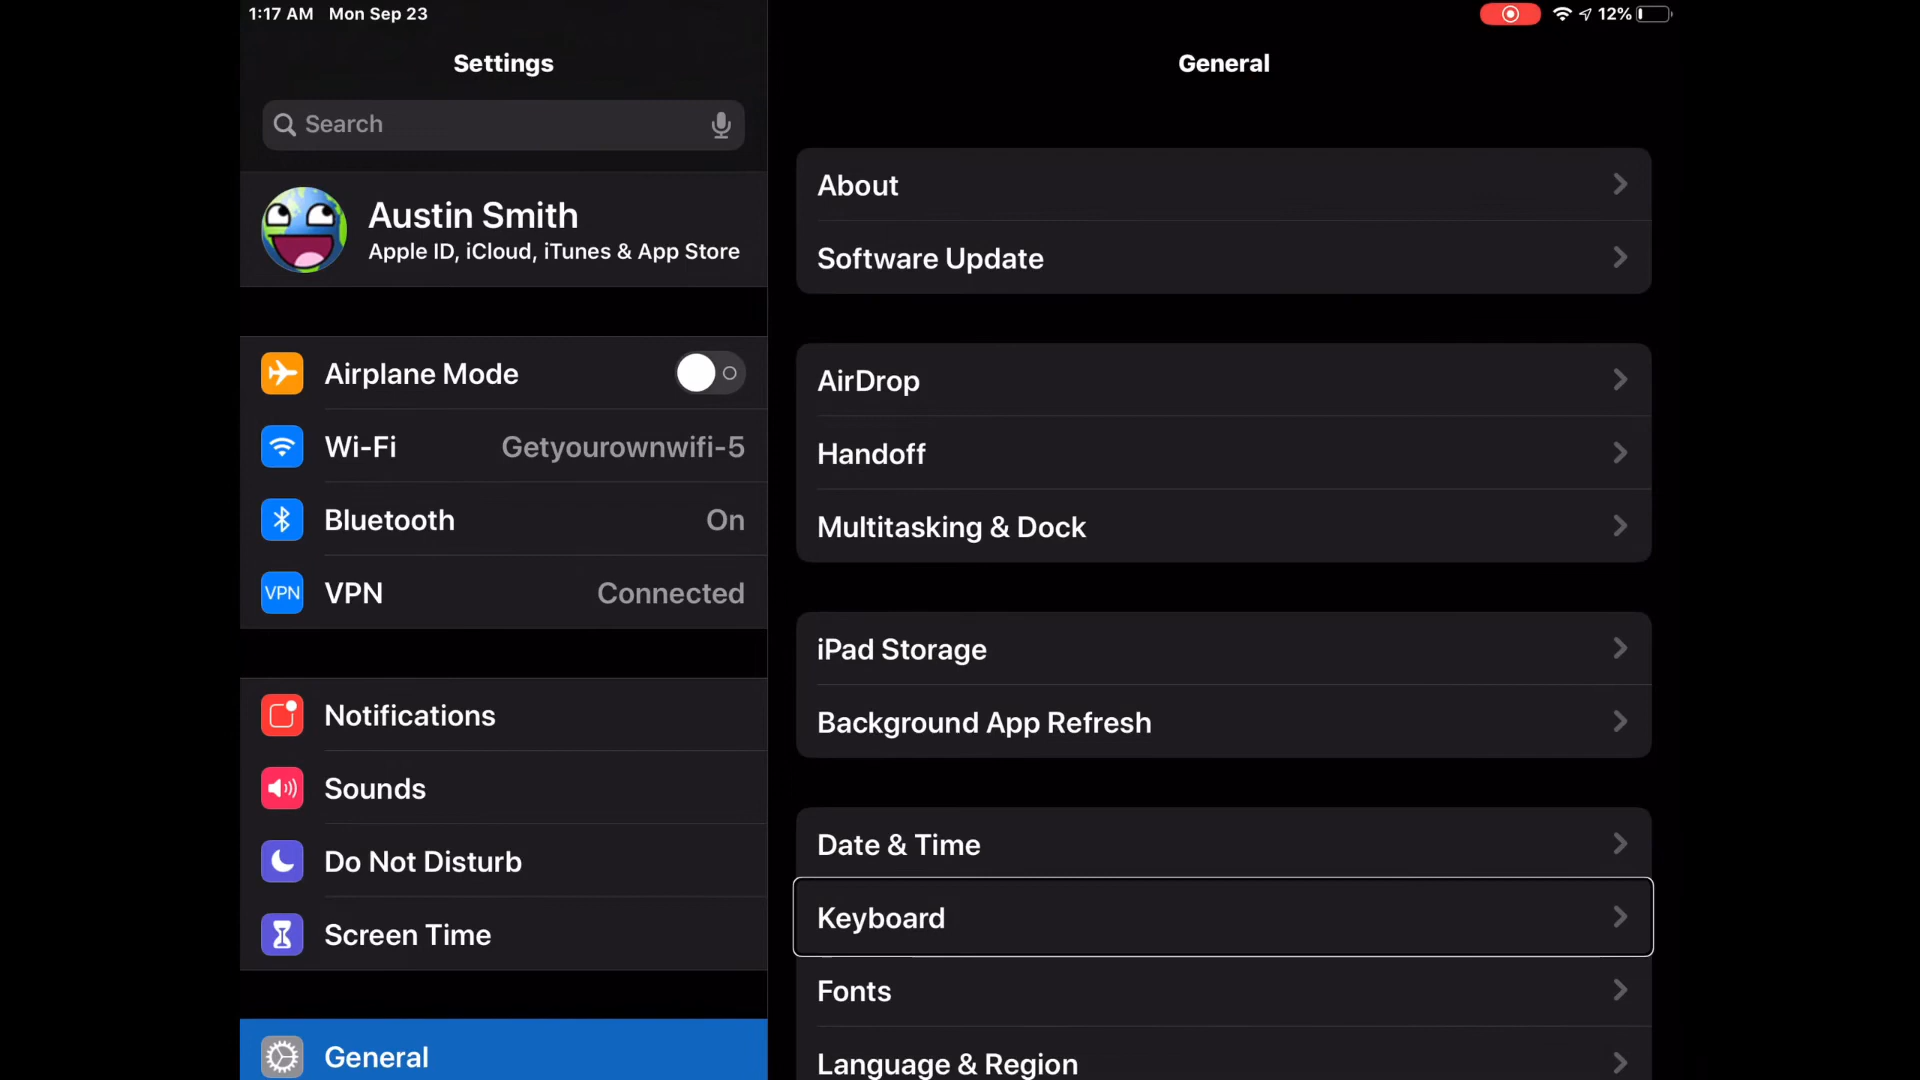 1:17 AM Mon Sep 23
12%
Settings
Search
Austin Smith
Apple ID, iCloud, iTunes & App Store
Airplane Mode
Wi-Fi Getyourownwifi-5
Bluetooth On
VPN VPN Connected
Notifications
Sounds
Do Not Disturb
Screen Time
General
General
About
Software Update
AirDrop
Handoff
Multitasking & Dock
iPad Storage
Background App Refresh
Date & Time
Keyboard
Fonts
Language & Region